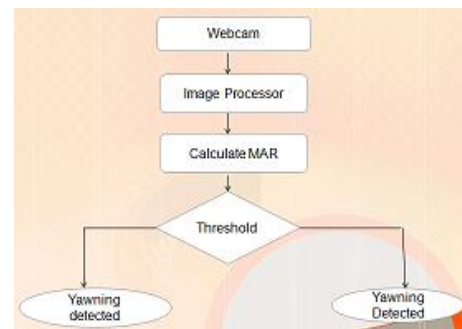 Webcam
Image Processor
Calculate MAR
Threshold
Yawning
detected
Yawning
Detected